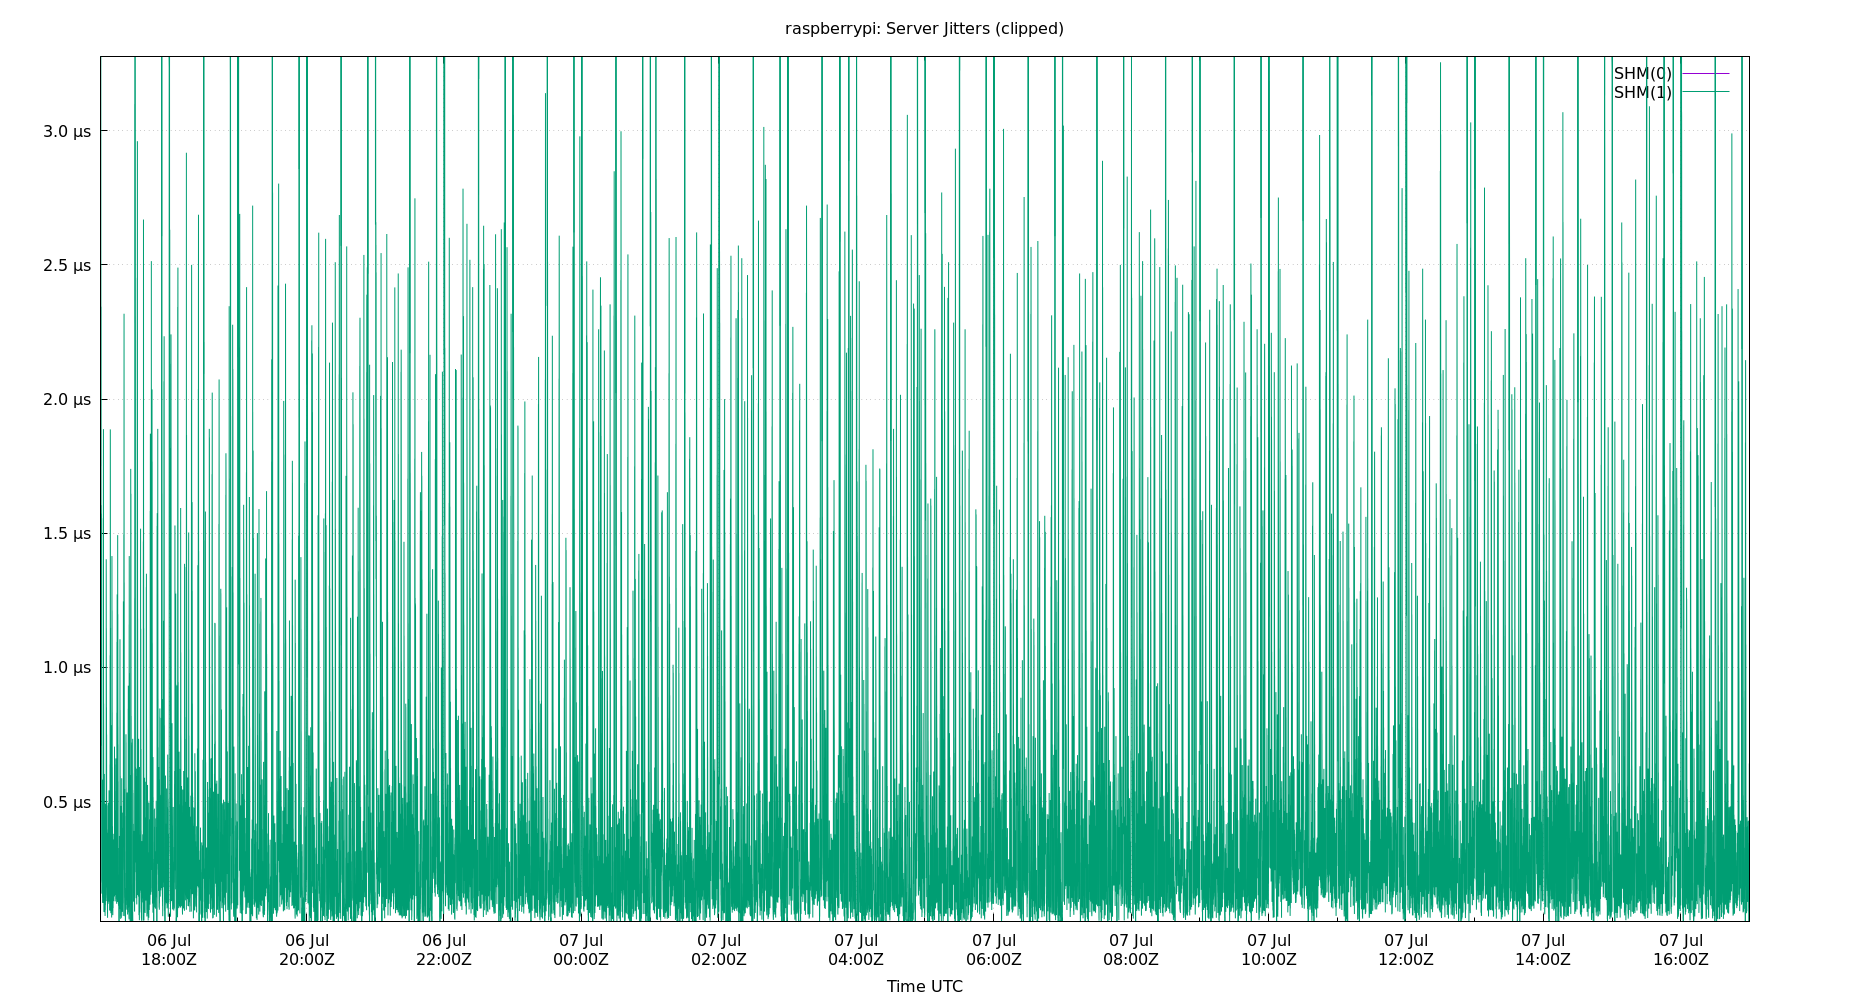 raspberrypi: Server Jitters (clipped)
SHM(0)
SHM(1)
3.0 µs
2.5 µs
2.0 µs
1.5 µs
1.0 µs
0.5 µs
06 Jul 06 Jul 06 Jul 07 Jul 07 Jul 07 Jul 07 Jul 07 Jul 07 Jul 07 Jul 07 Jul 07 Jul
18:00Z 20:00Z 22:00Z 00:00Z 02:00Z 04:00Z 06:00Z 08:00Z 10:00Z 12:00Z 14:00Z 16:00Z
Time UTC